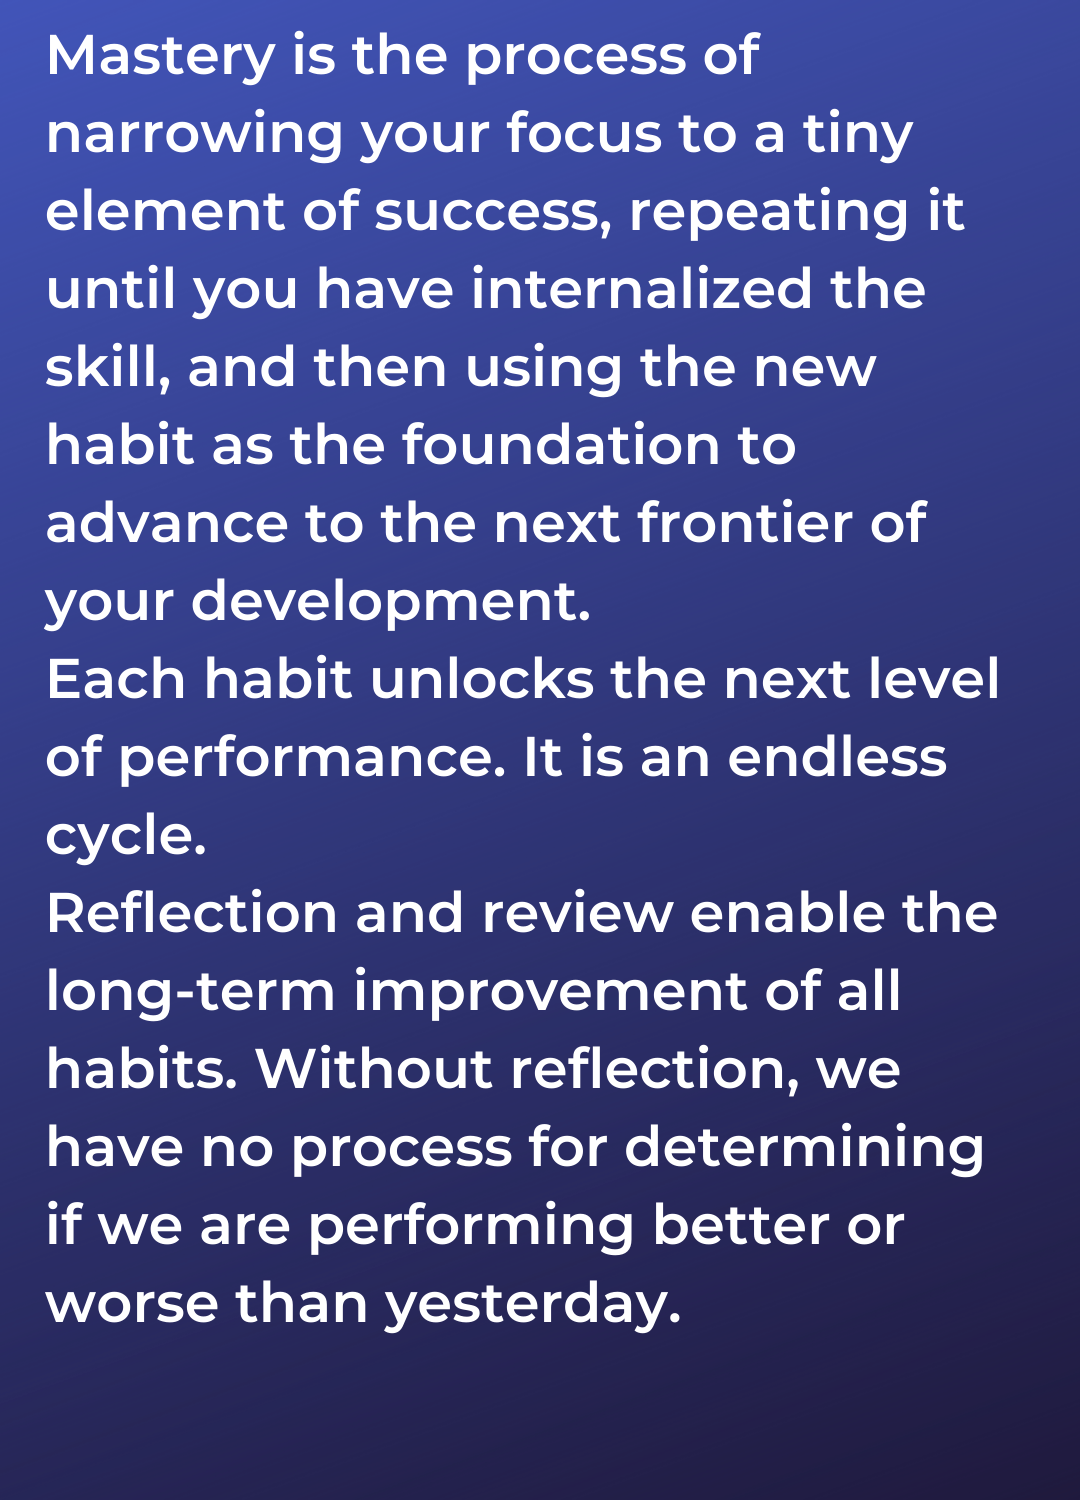 Mastery is the process of
narrowing your focus to a tiny
element of success, repeating it
until you have internalized the
skill, and then using the new
habit as the foundation to
advance to the next frontier of
your development.
Each habit unlocks the next level
of performance. It is an endless
cycle.
Reflection and review enable the
long-term improvement of all
habits. Without reflection, we
have no process for determining
if we are performing better or
worse than yesterday.